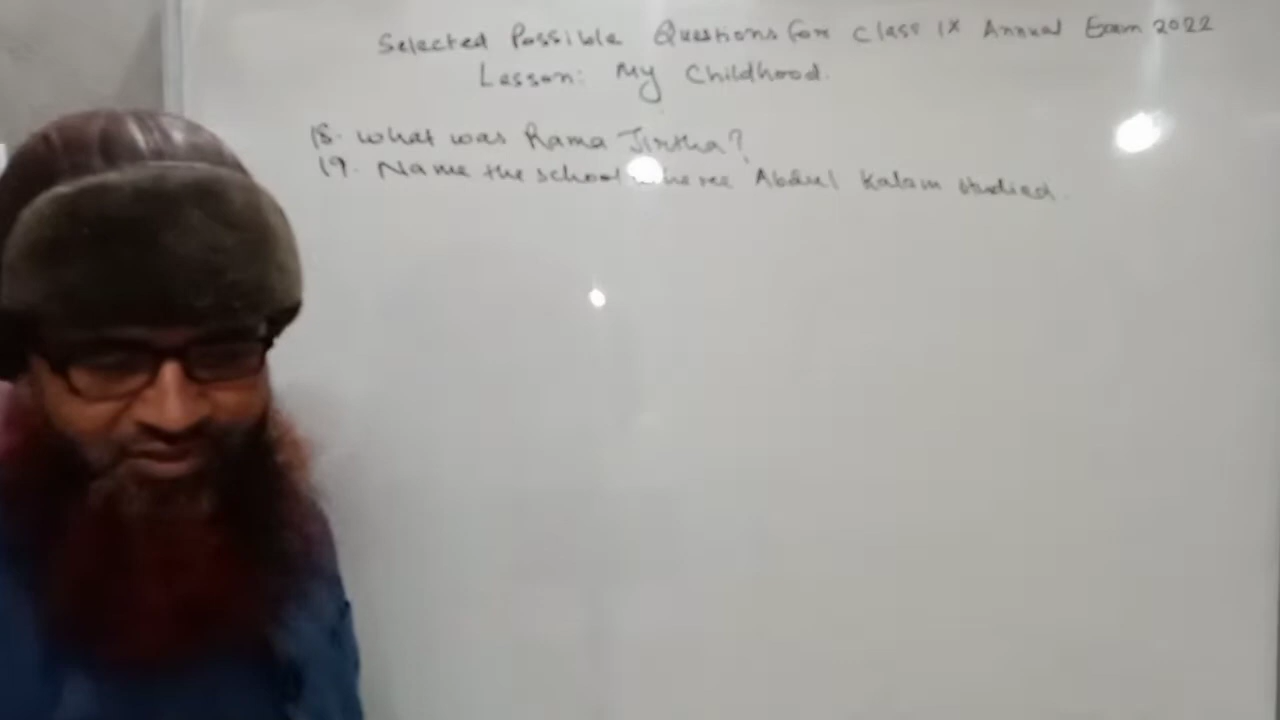 Selected Possible Questions for Class IX Annual Exam 2022
Lesson: My Childhood.
18. What was Rama Tirtha?
19. Name the school where Abdul Kalam studied.